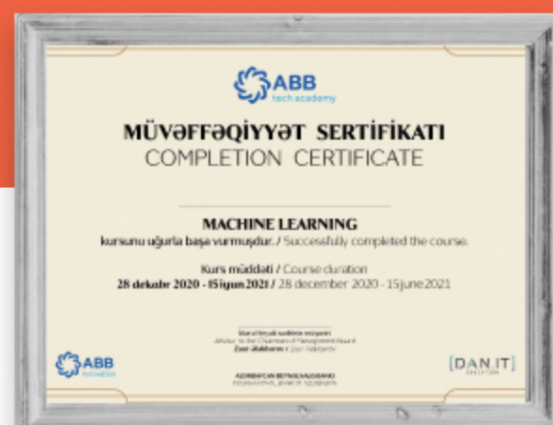 ABB
tech academy
MÜVƏFFƏQİYYƏT SERTİFİKATI
COMPLETION CERTIFICATE
MACHINE LEARNING
kursunu uğurla başa vurmuşdur. / Successfully completed the course.
Kurs müddəti / Course duration
28 dekabr 2020 - 15 iyun 2021 / 28 december 2020 - 15 june 2021
ABB
innovation
[DAN.IT]
EDUCATION